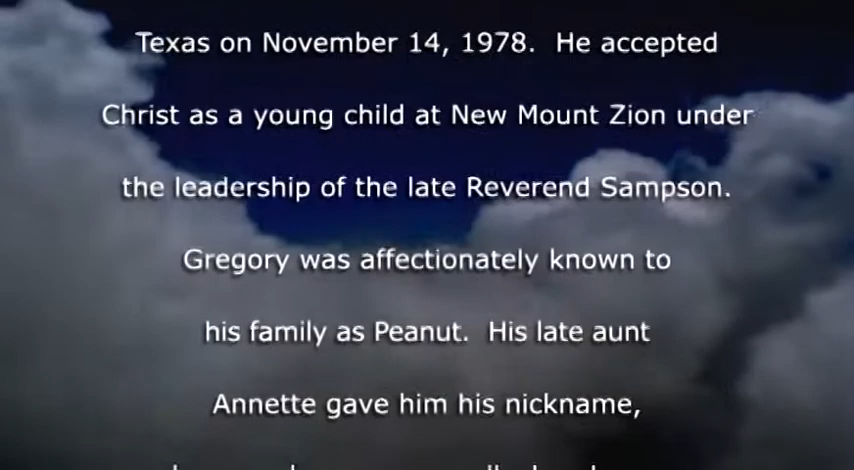 Texas on November 14, 1978.  He accepted
Christ as a young child at New Mount Zion under
the leadership of the late Reverend Sampson.
Gregory was affectionately known to
his family as Peanut.  His late aunt
Annette gave him his nickname,